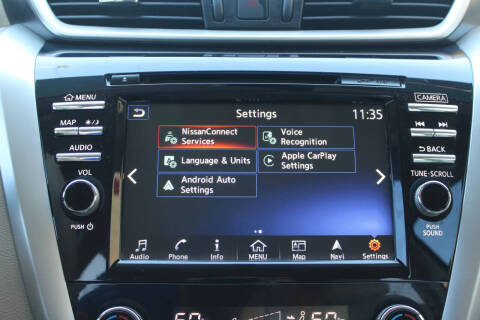 MENU
MAP
AUDIO
VOL
PUSH
Settings
11:35
NissanConnect
Services
Voice
Recognition
Language & Units
Apple CarPlay
Settings
Android Auto
Settings
Audio
Phone
Info
MENU
Map
Navi
Settings
CAMERA
BACK
TUNE-SCROLL
PUSH
SOUND